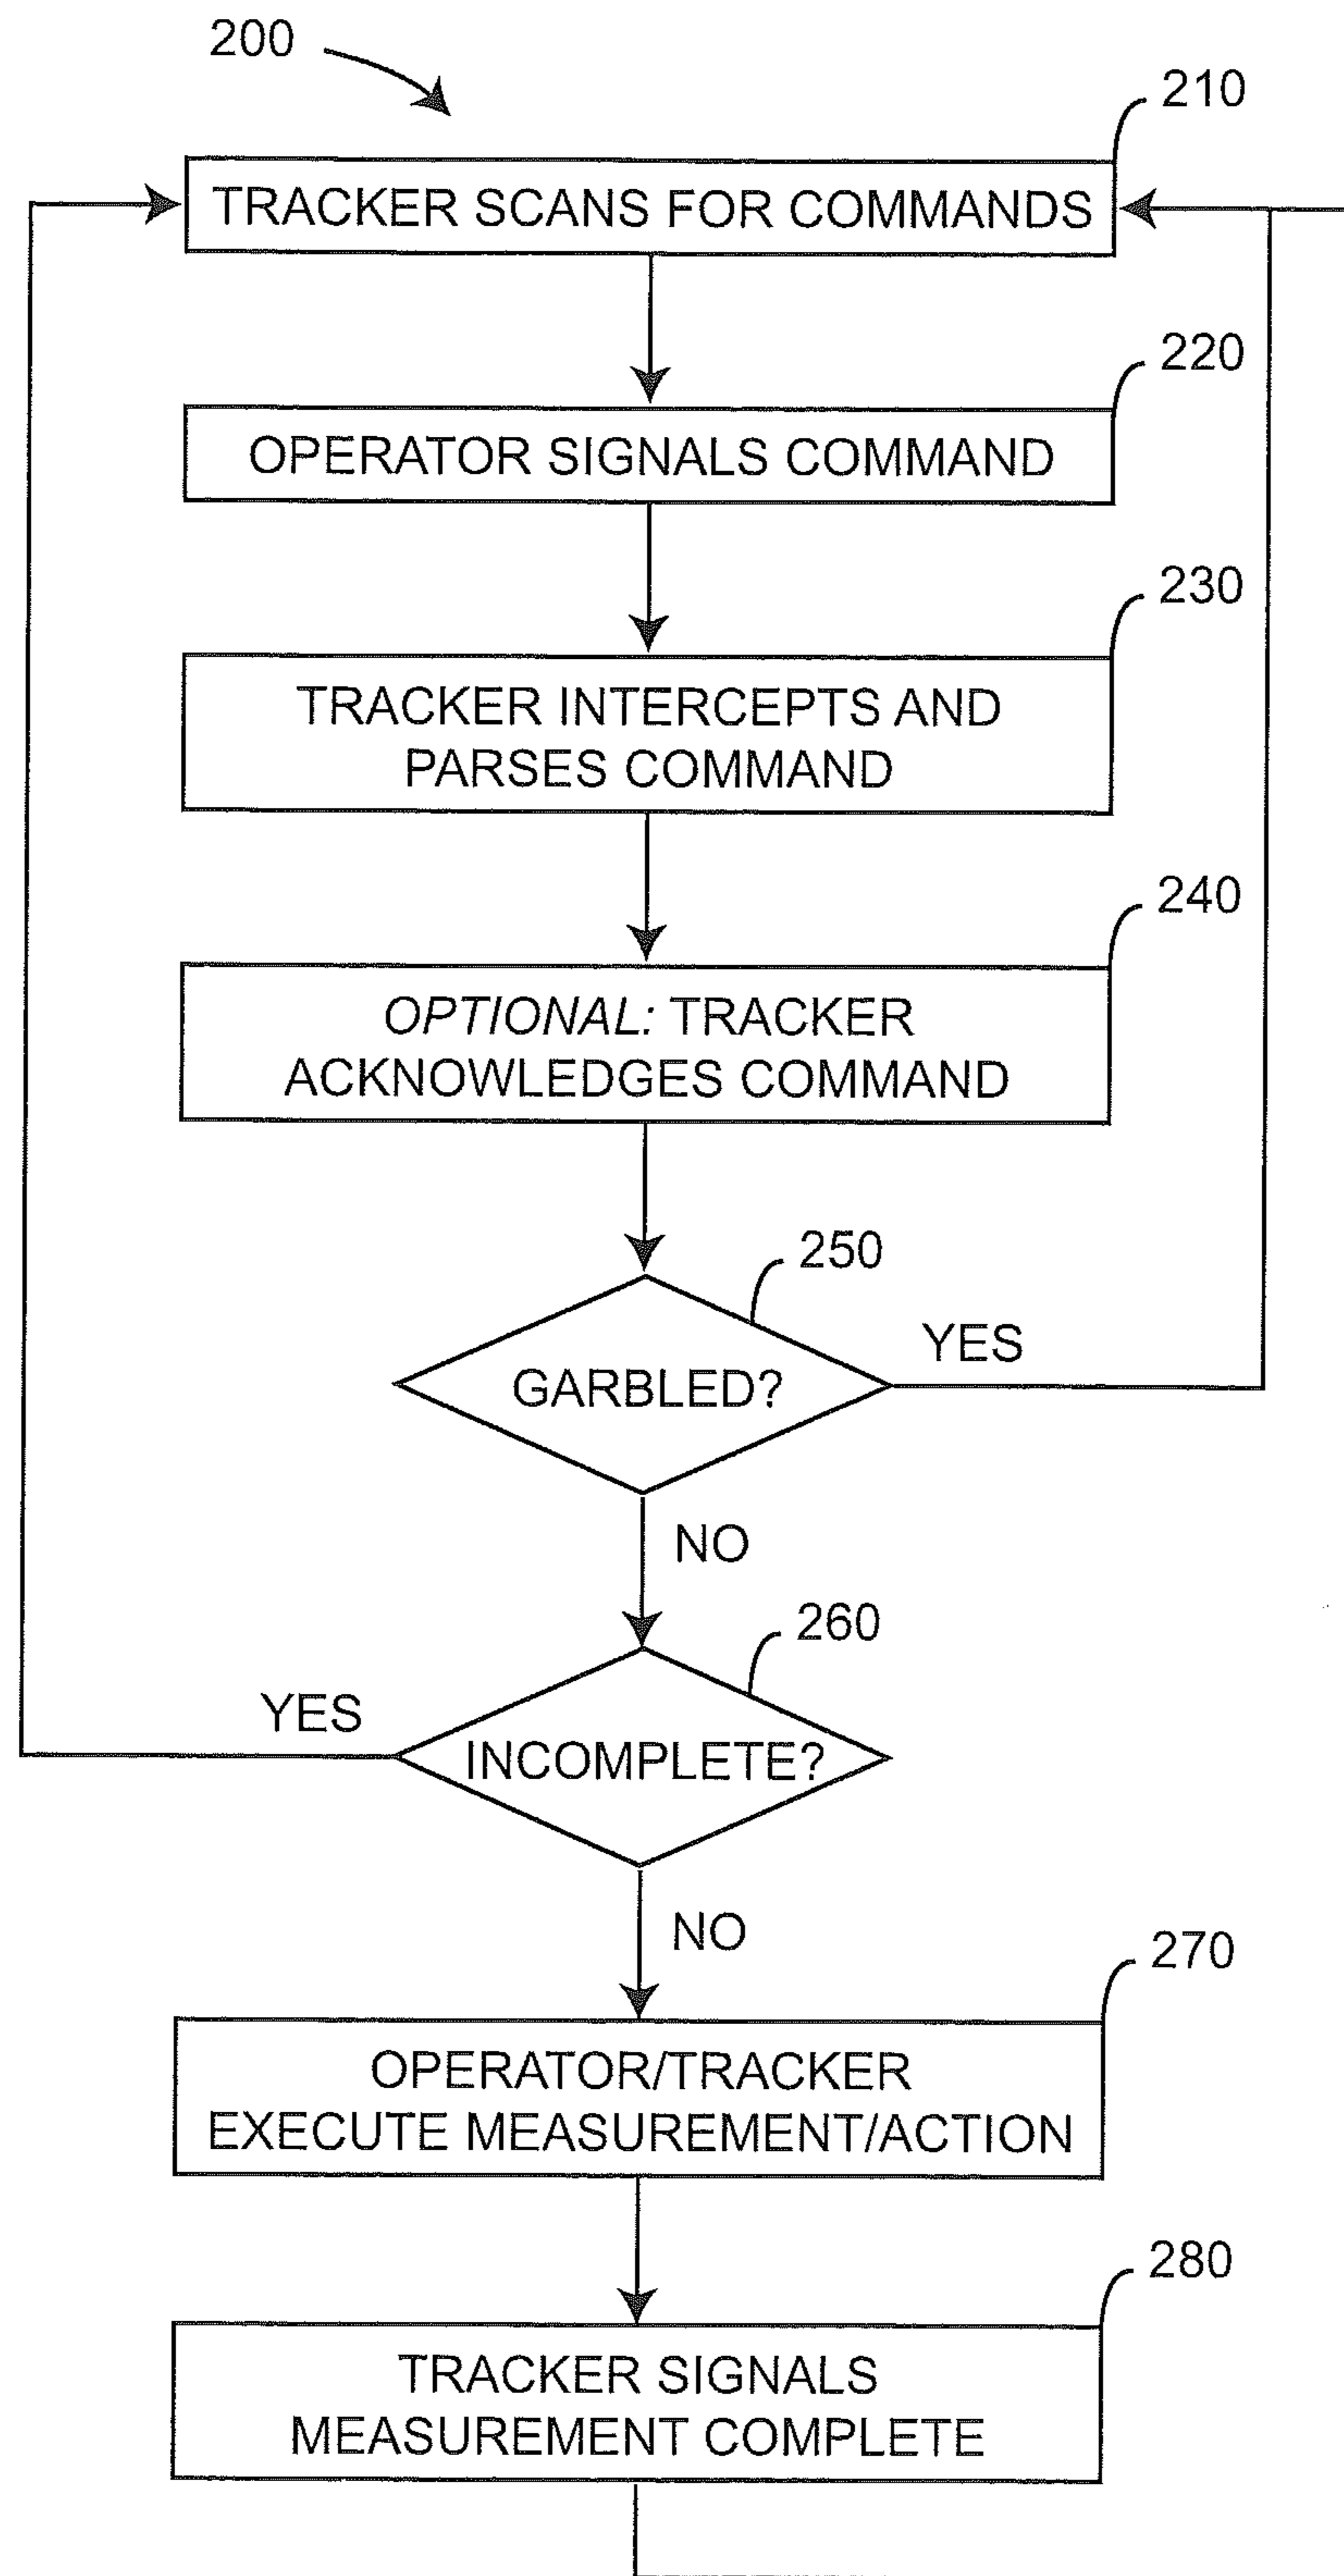 200
210
TRACKER SCANS FOR COMMANDS
220
OPERATOR SIGNALS COMMAND
230
TRACKER INTERCEPTS AND
PARSES COMMAND
240
OPTIONAL: TRACKER
ACKNOWLEDGES COMMAND
250
GARBLED?
YES
NO
260
YES
INCOMPLETE?
NO
270
OPERATOR/TRACKER
EXECUTE MEASUREMENT/ACTION
280
TRACKER SIGNALS
MEASUREMENT COMPLETE